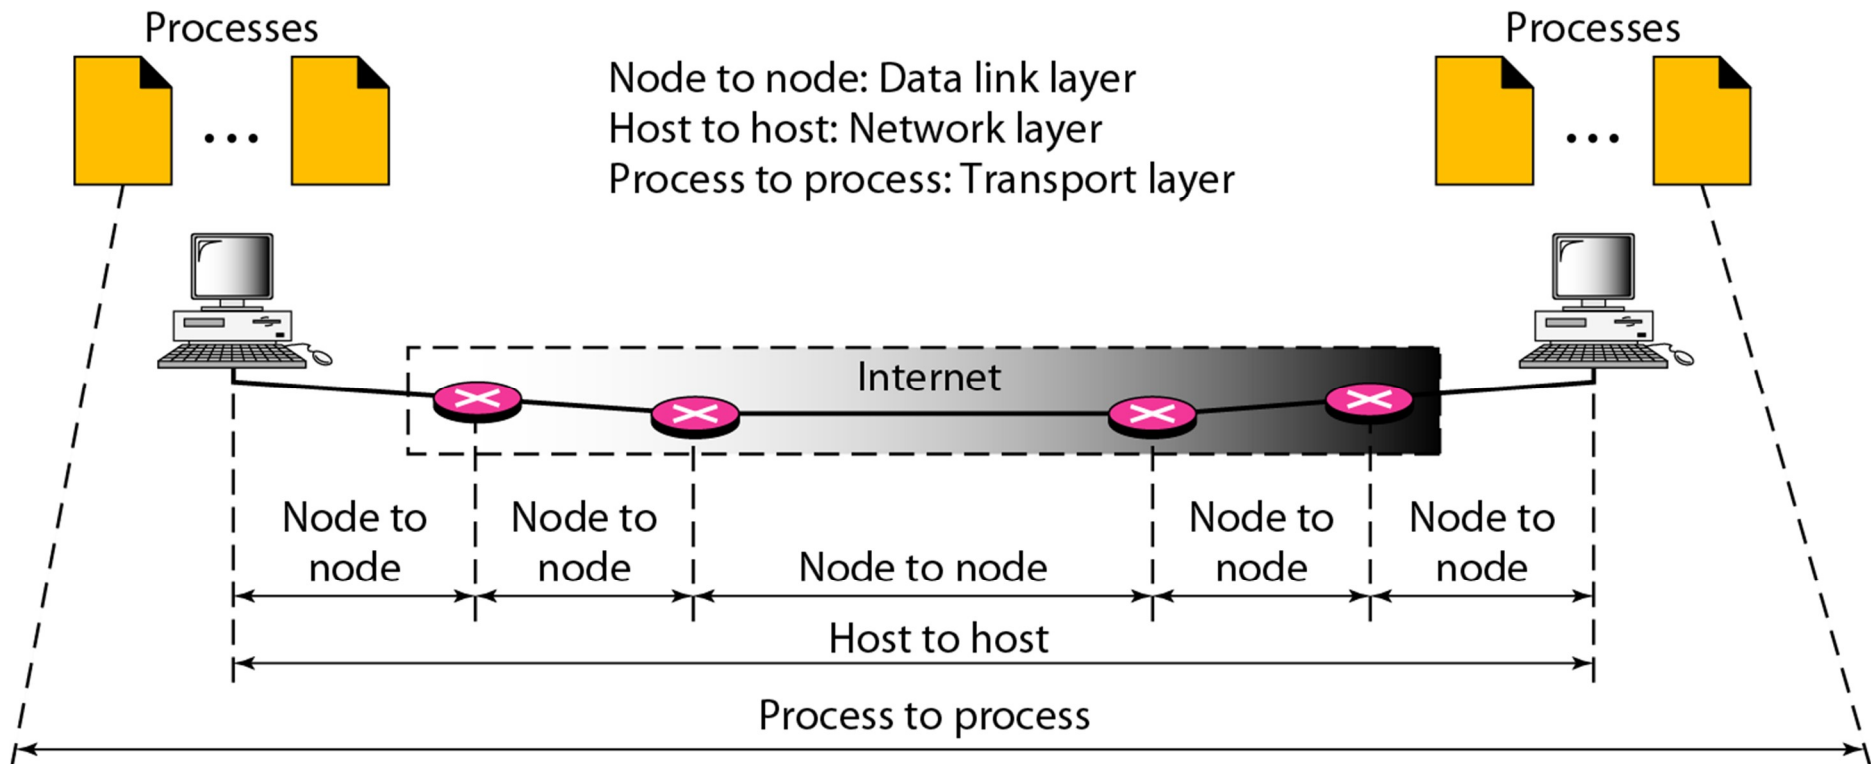 Processes
Processes
Node to node: Data link layer
Host to host: Network layer
Process to process: Transport layer
Internet
Node to
node
Node to
node
Node to node
Node to
node
Node to
node
Host to host
Process to process